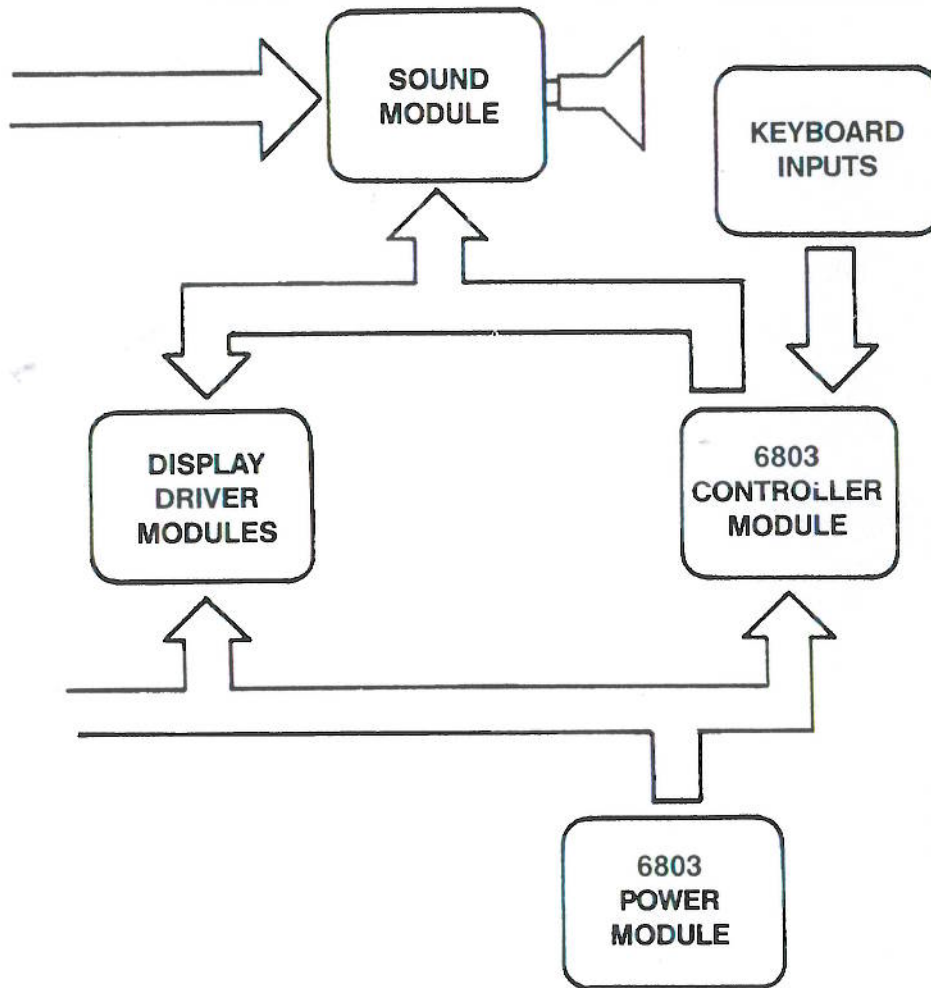 SOUND
MODULE
KEYBOARD
INPUTS
DISPLAY
DRIVER
MODULES
6803
CONTROLLER
MODULE
6803
POWER
MODULE